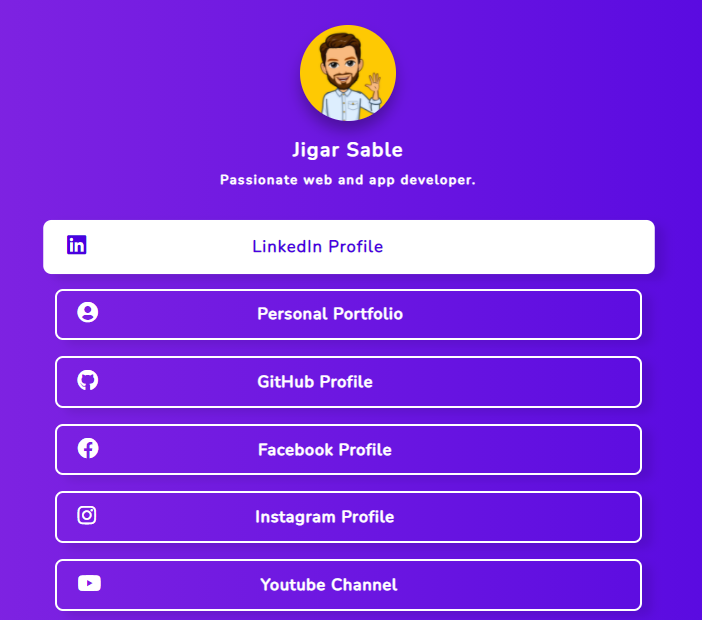 Jigar Sable
Passionate web and app developer.
LinkedIn Profile
Personal Portfolio
GitHub Profile
Facebook Profile
Instagram Profile
Youtube Channel